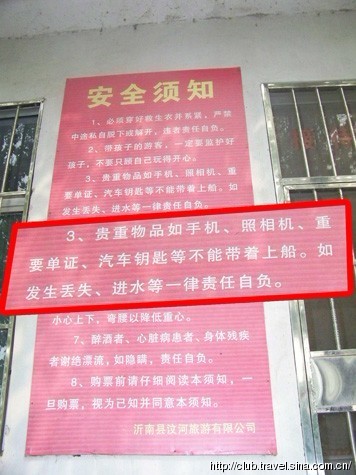 安全须知
1、必须穿好救生衣并系紧、严禁
中途私自脱下或解开、违者责任自负。
2、带孩子的游客、一定要监护好
孩子，不要只顾自己玩得开心。
3、贵重物品如手机、照相机、重
要单证、汽车钥匙等不能带着上船。如
发生丢失、进水等一律责任自负。
3、贵重物品如手机、照相机、重
要单证、汽车钥匙等不能带着上船。如
发生丢失、进水等一律责任自负。
小心上下，弯腰以降低重心。
7、醉酒者、心脏病患者、身体残疾
者谢绝漂流，如隐瞒，责任自负。
8、购票前请仔细阅读本须知，一
旦购票，视为已知并同意本须知。
沂南县汶河旅游有限公司
http://club.travel.sina.com.cn/